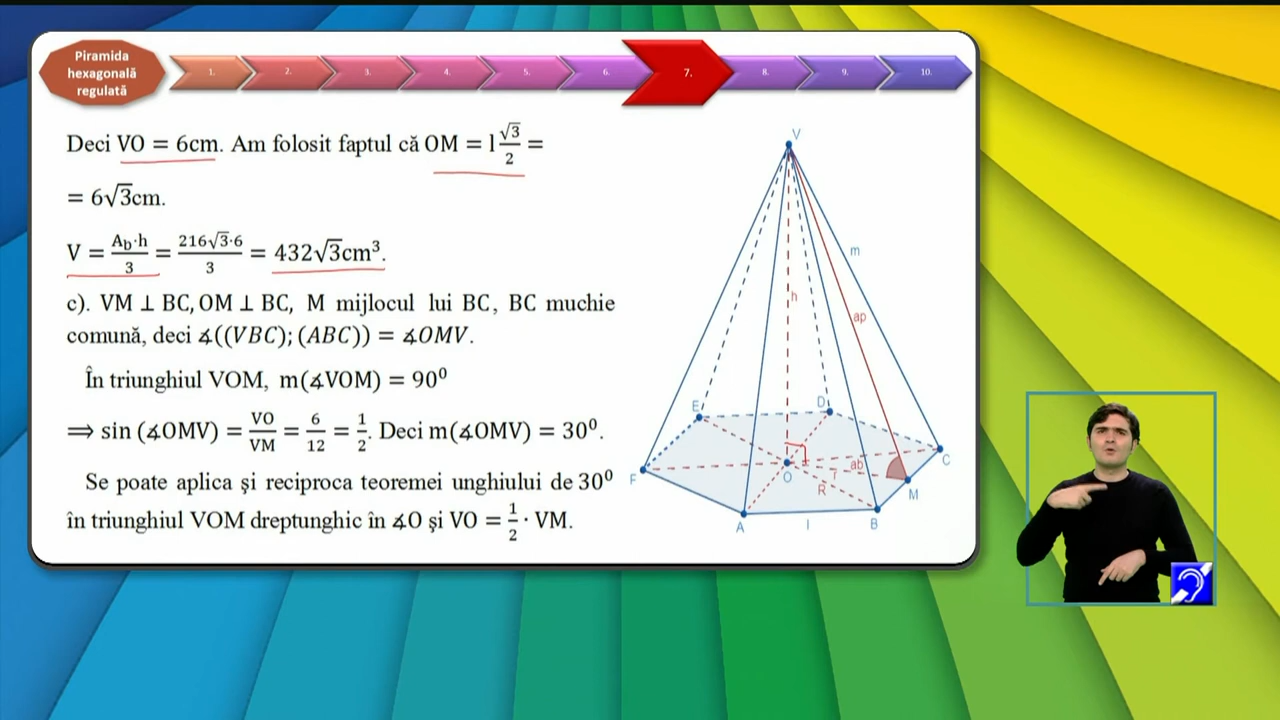 Piramida
hexagonală
regulată
1.
2.
3.
4.
5.
6.
7.
8.
9.
10.
Deci VO = 6cm. Am folosit faptul că OM = l√3/2 =
= 6√3cm.
V = A_b·h/3 = 216√3·6/3 = 432√3cm³.
c). VM ⊥ BC, OM ⊥ BC, M mijlocul lui BC, BC muchie
comună, deci ∡((VBC); (ABC)) = ∡OMV.
În triunghiul VOM, m(∡VOM) = 90⁰
⟹ sin (∡OMV) = VO/VM = 6/12 = 1/2. Deci m(∡OMV) = 30⁰.
Se poate aplica şi reciproca teoremei unghiului de 30⁰
în triunghiul VOM dreptunghic în ∡O şi VO = 1/2 · VM.
V
m
h
ap
E
D
C
F
O
ab
r
R
M
A
l
B